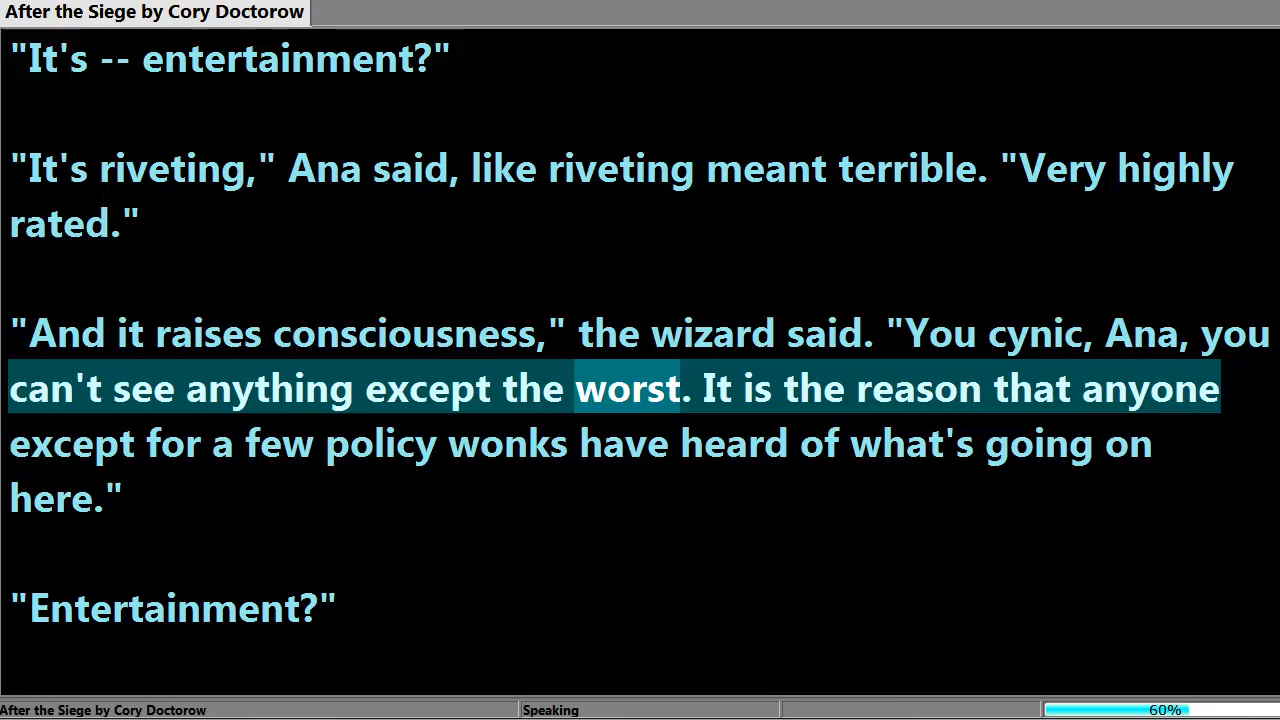 After the Siege by Cory Doctorow
"It's -- entertainment?"
"It's riveting," Ana said, like riveting meant terrible. "Very highly
rated."
"And it raises consciousness," the wizard said. "You cynic, Ana, you
can't see anything except the worst. It is the reason that anyone
except for a few policy wonks have heard of what's going on
here."
"Entertainment?"
After the Siege by Cory Doctorow
Speaking
60%